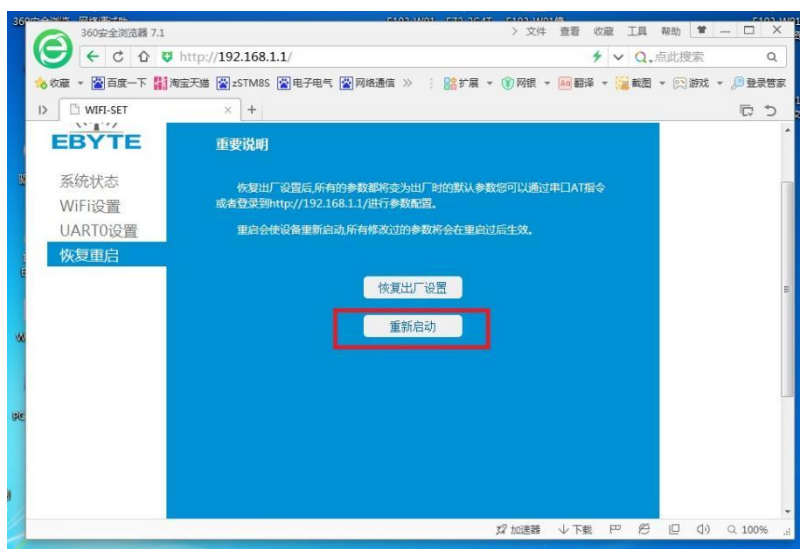 360安全浏览器 7.1
文件 查看 收藏 工具 帮助
http://192.168.1.1/
点此搜索
收藏 百度一下 淘宝天猫 zSTM8S 电子电气 网络通信 扩展 网银 翻译 截图 游戏 登录管家
WIFI-SET
EBYTE
系统状态
WiFi设置
UART0设置
恢复重启
重要说明
恢复出厂设置后,所有的参数都将变为出厂时的默认参数您可以通过串口AT指令
或者登录到http://192.168.1.1/进行参数配置。
重启会使设备重新启动,所有修改过的参数将会在重启过后生效。
恢复出厂设置
重新启动
加速器 下载 100%